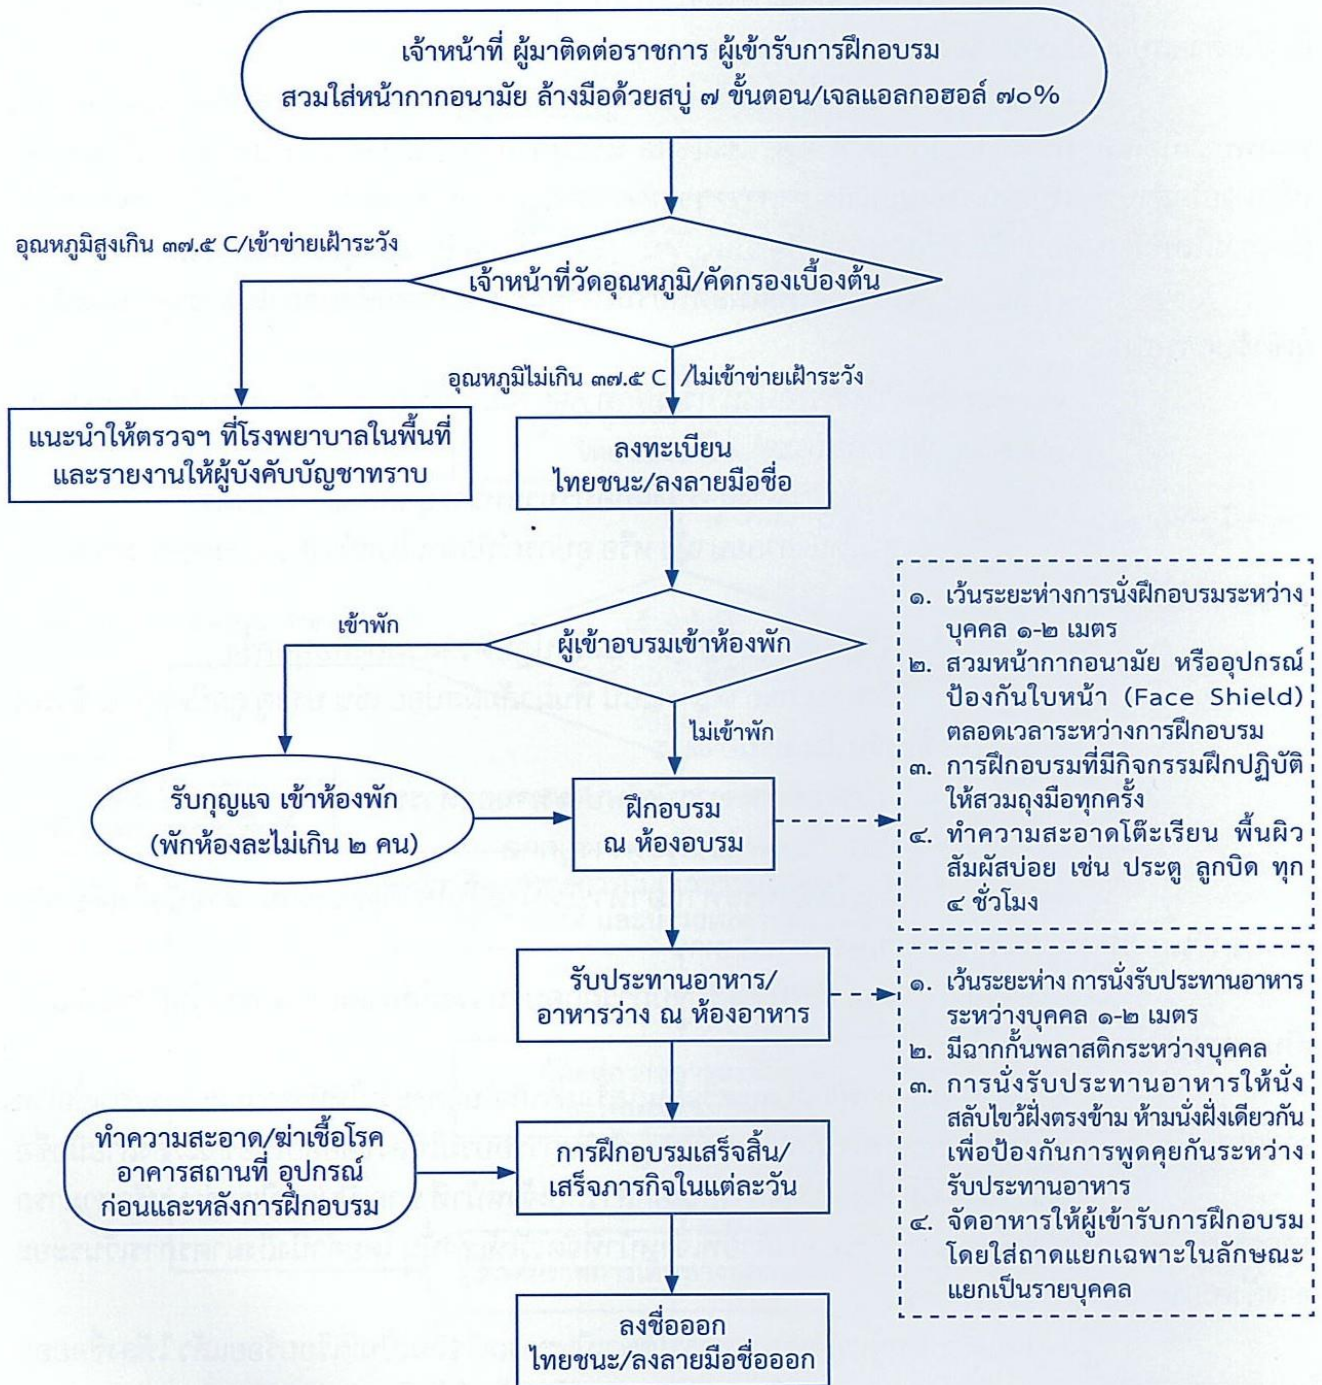 เจ้าหน้าที่ ผู้มาติดต่อราชการ ผู้เข้ารับการฝึกอบรม
สวมใส่หน้ากากอนามัย ล้างมือด้วยสบู่ ๗ ขั้นตอน/เจลแอลกอฮอล์ ๗๐%
อุณหภูมิสูงเกิน ๓๗.๕ C/เข้าข่ายเฝ้าระวัง
เจ้าหน้าที่วัดอุณหภูมิ/คัดกรองเบื้องต้น
อุณหภูมิไม่เกิน ๓๗.๕ C /ไม่เข้าข่ายเฝ้าระวัง
แนะนำให้ตรวจฯ ที่โรงพยาบาลในพื้นที่
และรายงานให้ผู้บังคับบัญชาทราบ
ลงทะเบียน
ไทยชนะ/ลงลายมือชื่อ
เข้าพัก
ผู้เข้าอบรมเข้าห้องพัก
ไม่เข้าพัก
รับกุญแจ เข้าห้องพัก
(พักห้องละไม่เกิน ๒ คน)
ฝึกอบรม
ณ ห้องอบรม
๑. เว้นระยะห่างการนั่งฝึกอบรมระหว่าง
บุคคล ๑-๒ เมตร
๒. สวมหน้ากากอนามัย หรืออุปกรณ์
ป้องกันใบหน้า (Face Shield)
ตลอดเวลาระหว่างการฝึกอบรม
๓. การฝึกอบรมที่มีกิจกรรมฝึกปฏิบัติ
ให้สวมถุงมือทุกครั้ง
๔. ทำความสะอาดโต๊ะเรียน พื้นผิว
สัมผัสบ่อย เช่น ประตู ลูกบิด ทุก
๔ ชั่วโมง
รับประทานอาหาร/
อาหารว่าง ณ ห้องอาหาร
๑. เว้นระยะห่าง การนั่งรับประทานอาหาร
ระหว่างบุคคล ๑-๒ เมตร
๒. มีฉากกั้นพลาสติกระหว่างบุคคล
๓. การนั่งรับประทานอาหารให้นั่ง
สลับไขว้ฝั่งตรงข้าม ห้ามนั่งฝั่งเดียวกัน
เพื่อป้องกันการพูดคุยกันระหว่าง
รับประทานอาหาร
๔. จัดอาหารให้ผู้เข้ารับการฝึกอบรม
โดยใส่ถาดแยกเฉพาะในลักษณะ
แยกเป็นรายบุคคล
ทำความสะอาด/ฆ่าเชื้อโรค
อาคารสถานที่ อุปกรณ์
ก่อนและหลังการฝึกอบรม
การฝึกอบรมเสร็จสิ้น/
เสร็จภารกิจในแต่ละวัน
ลงชื่อออก
ไทยชนะ/ลงลายมือชื่อออก